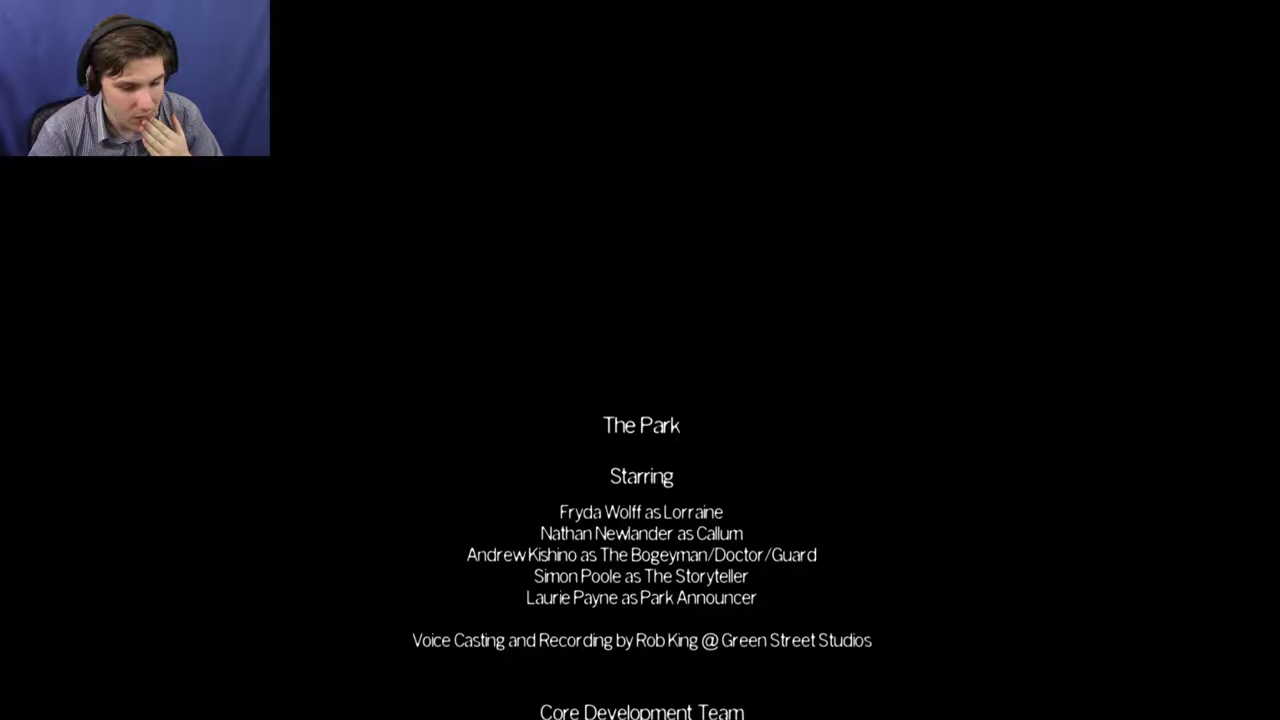 The Park
Starring
Fryda Wolff as Lorraine
Nathan Newlander as Callum
Andrew Kishino as The Bogeyman/Doctor/Guard
Simon Poole as The Storyteller
Laurie Payne as Park Announcer
Voice Casting and Recording by Rob King @ Green Street Studios
Core Development Team